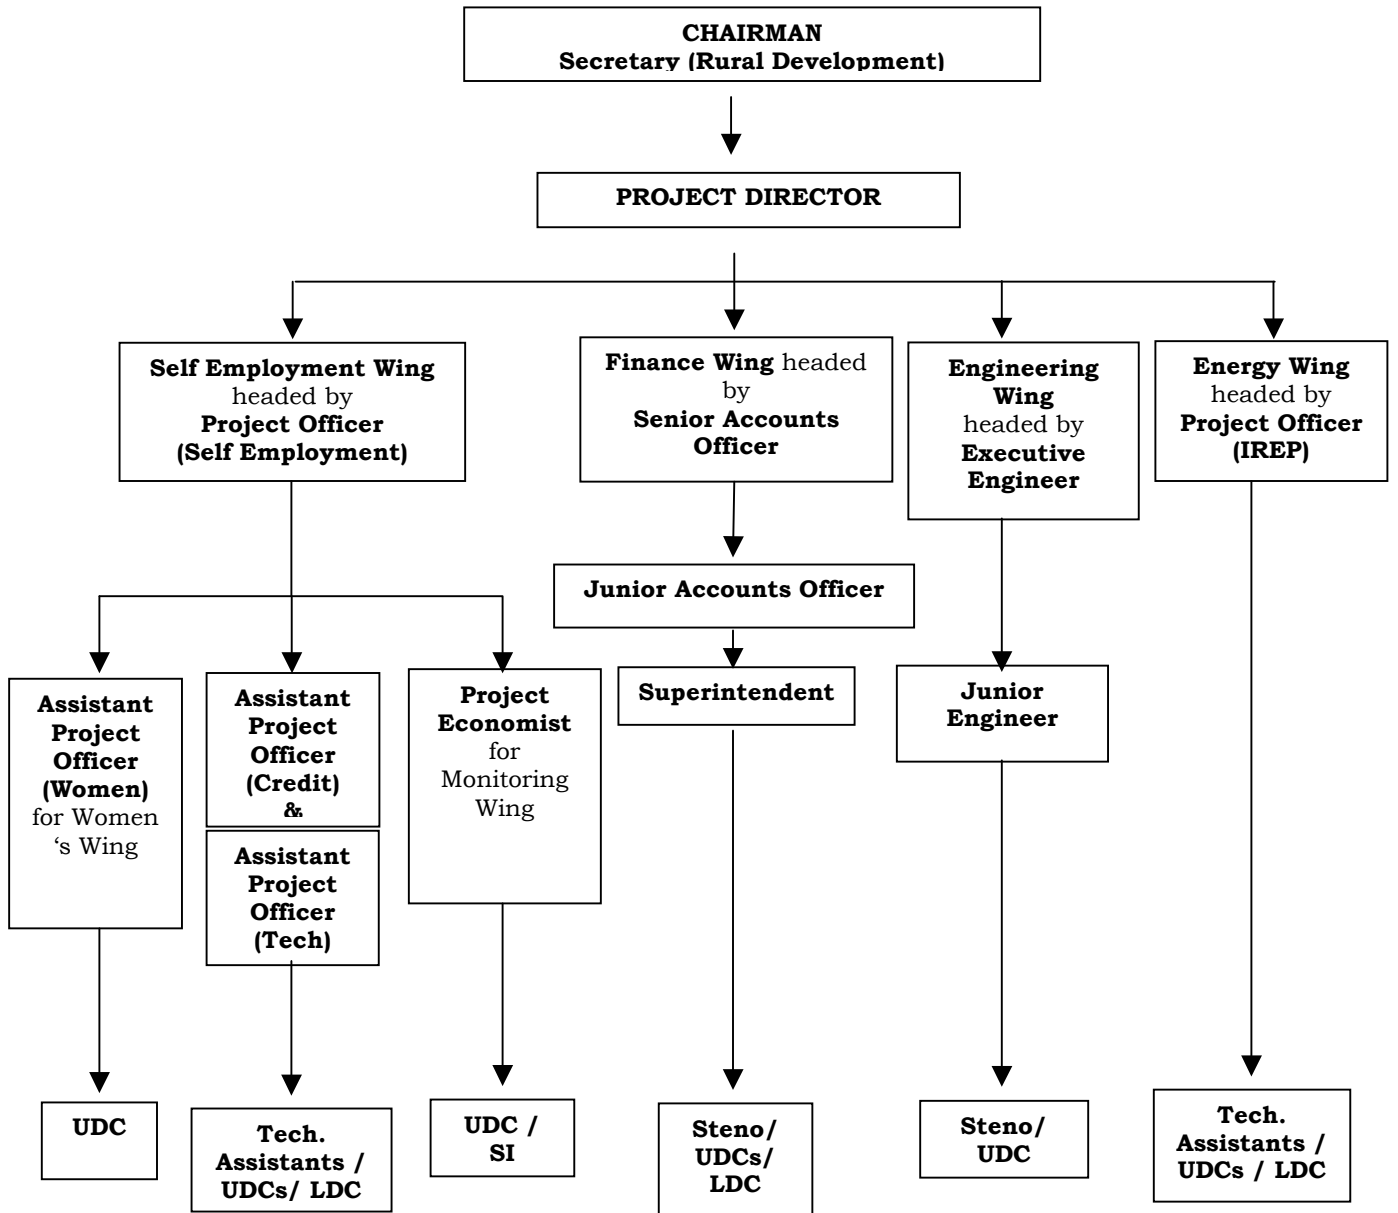 CHAIRMAN
Secretary (Rural Development)
PROJECT DIRECTOR
Self Employment Wing
headed by
Project Officer
(Self Employment)
Finance Wing headed
by
Senior Accounts
Officer
Engineering
Wing
headed by
Executive
Engineer
Energy Wing
headed by
Project Officer
(IREP)
Junior Accounts Officer
Assistant
Project
Officer
(Women)
for Women
‘s Wing
Assistant
Project
Officer
(Credit)
&
Assistant
Project
Officer
(Tech)
Project
Economist
for
Monitoring
Wing
Superintendent
Junior
Engineer
UDC
Tech.
Assistants /
UDCs/ LDC
UDC /
SI
Steno/
UDCs/
LDC
Steno/
UDC
Tech.
Assistants /
UDCs / LDC